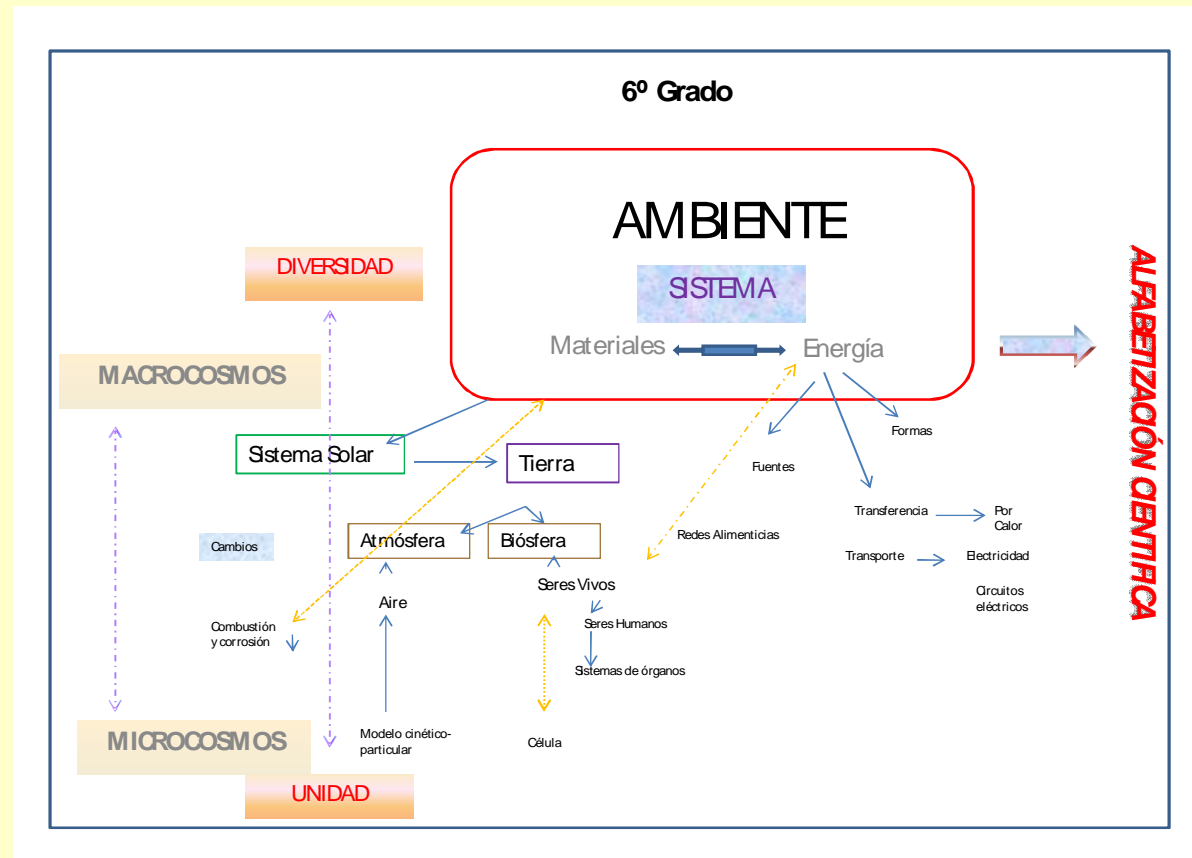 6º Grado
AMBIENTE
SISTEMA
Materiales
Energía
DIVERSIDAD
MACROCOSMOS
ALFABETIZACIÓN CIENTIFICA
Sistema Solar
Tierra
Formas
Fuentes
Transferencia
Por
Calor
Redes Alimenticias
Cambios
Atmósfera
Biósfera
Transporte
Electricidad
Seres Vivos
Circuitos
eléctricos
Aire
Combustión
y corrosión
Seres Humanos
Sistemas de órganos
MICROCOSMOS
Modelo cinético-
particular
Célula
UNIDAD